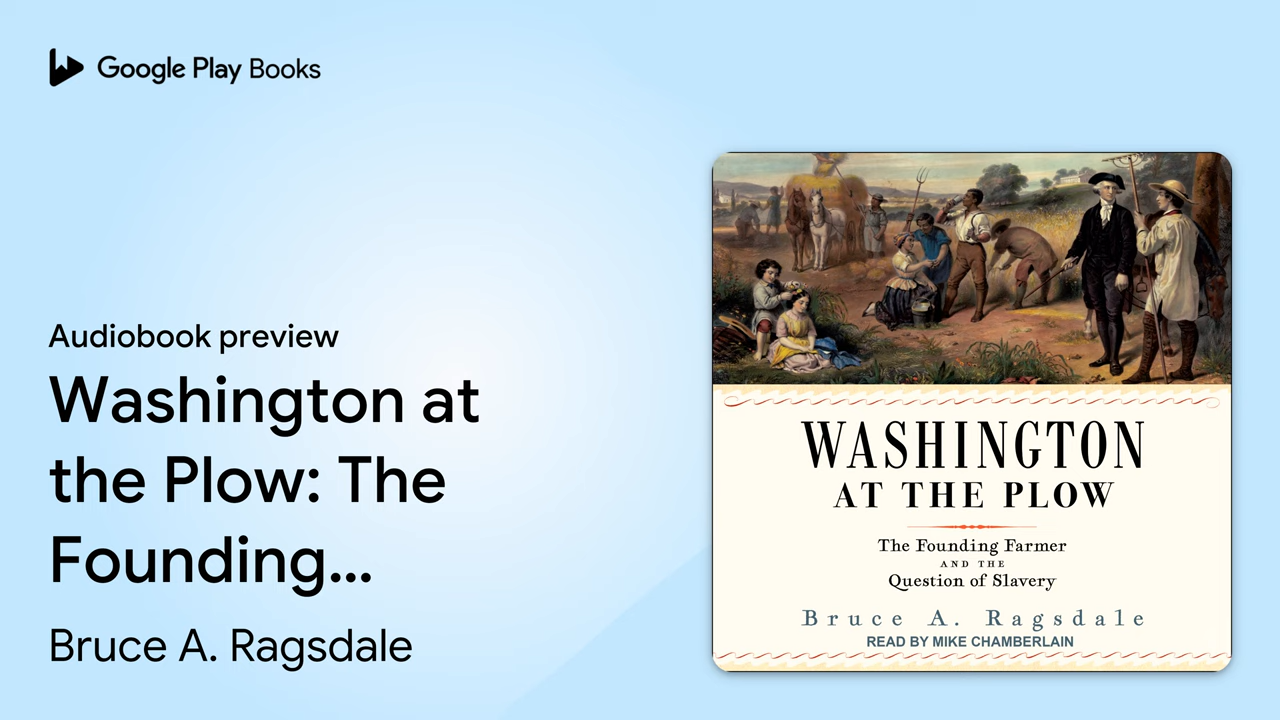 Google Play Books
Audiobook preview
Washington at
the Plow: The
Founding...
Bruce A. Ragsdale
WASHINGTON
AT THE PLOW
The Founding Farmer
AND THE
Question of Slavery
Bruce A. Ragsdale
READ BY MIKE CHAMBERLAIN